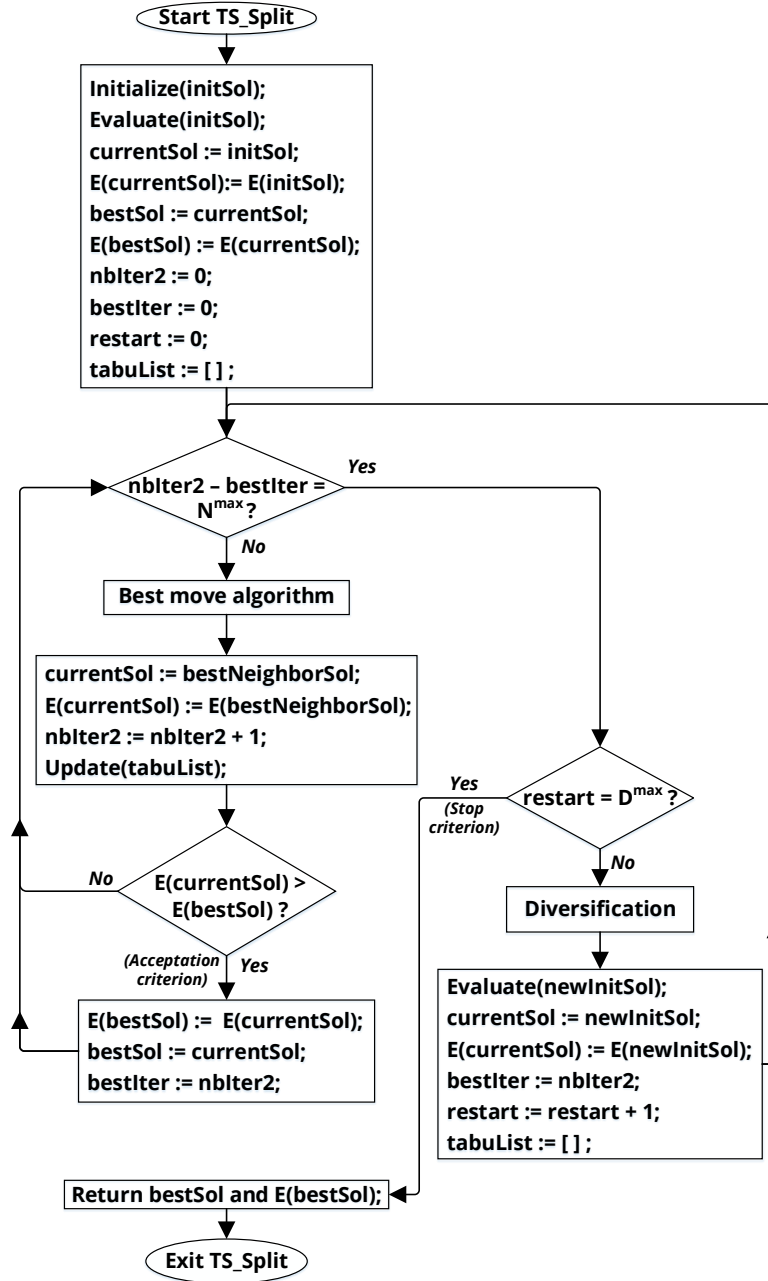 Start TS_Split
Initialize(initSol);
Evaluate(initSol);
currentSol := initSol;
E(currentSol):= E(initSol);
bestSol := currentSol;
E(bestSol) := E(currentSol);
nbIter2 := 0;
bestIter := 0;
restart := 0;
tabuList := [ ] ;
nbIter2 – bestIter =
N^max ?
Yes
No
Best move algorithm
currentSol := bestNeighborSol;
E(currentSol) := E(bestNeighborSol);
nbIter2 := nbIter2 + 1;
Update(tabuList);
E(currentSol) >
E(bestSol) ?
No
(Acceptation
criterion)
Yes
E(bestSol) := E(currentSol);
bestSol := currentSol;
bestIter := nbIter2;
restart = D^max ?
Yes
(Stop
criterion)
No
Diversification
Evaluate(newInitSol);
currentSol := newInitSol;
E(currentSol) := E(newInitSol);
bestIter := nbIter2;
restart := restart + 1;
tabuList := [ ] ;
Return bestSol and E(bestSol);
Exit TS_Split